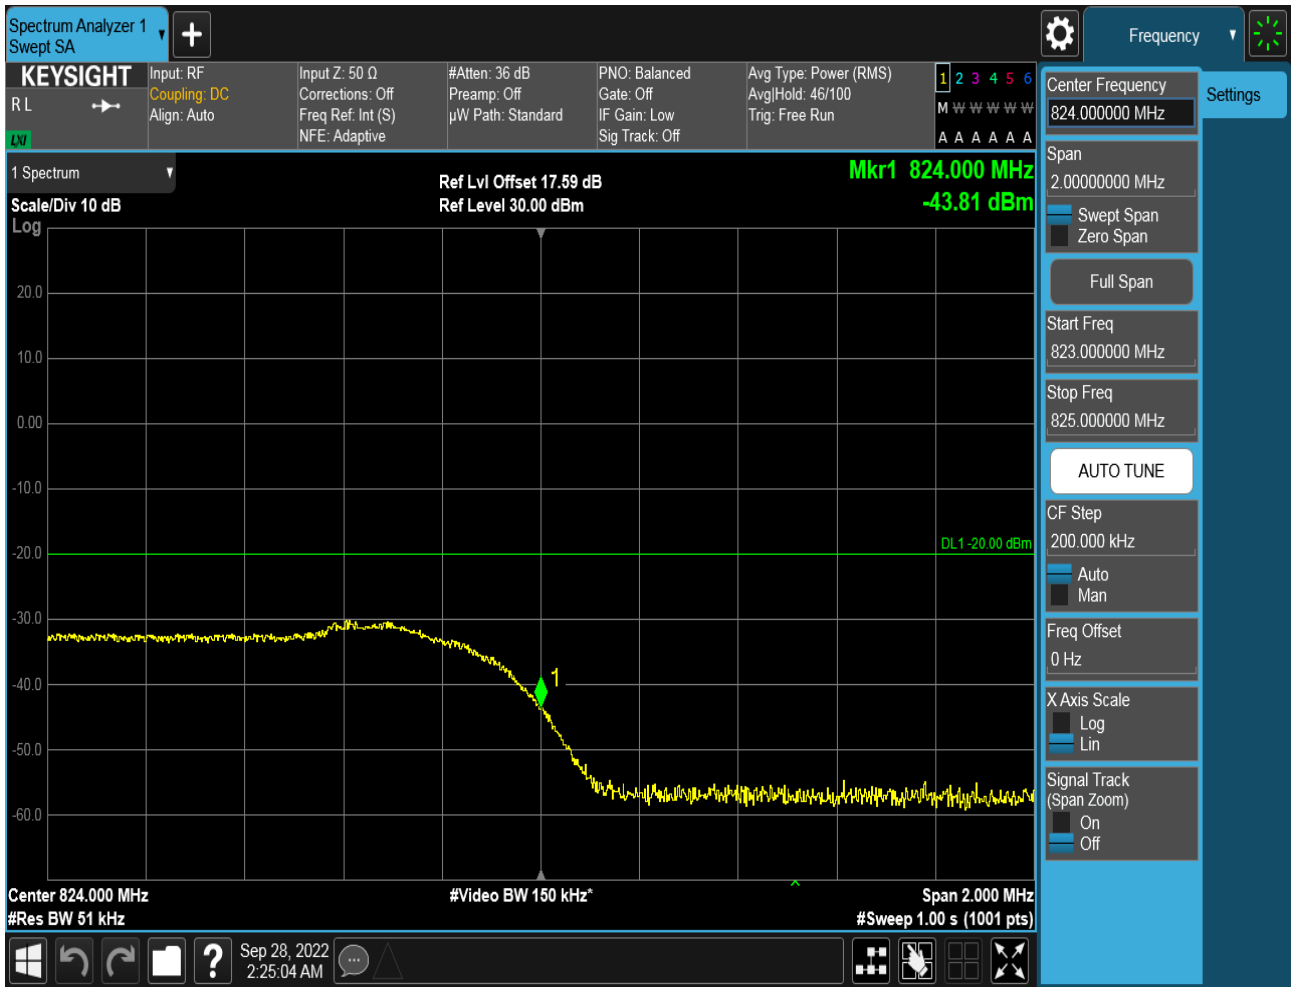 Spectrum Analyzer 1
Swept SA
Frequency
KEYSIGHT
R L
LXI
Input: RF
Coupling: DC
Align: Auto
Input Z: 50 Ω
Corrections: Off
Freq Ref: Int (S)
NFE: Adaptive
#Atten: 36 dB
Preamp: Off
µW Path: Standard
PNO: Balanced
Gate: Off
IF Gain: Low
Sig Track: Off
Avg Type: Power (RMS)
Avg|Hold: 46/100
Trig: Free Run
1 2 3 4 5 6
M W W W W W
A A A A A A
1 Spectrum
Scale/Div 10 dB
Log
Ref Lvl Offset 17.59 dB
Ref Level 30.00 dBm
Mkr1 824.000 MHz
-43.81 dBm
20.0
10.0
0.00
-10.0
-20.0
-30.0
-40.0
-50.0
-60.0
DL1 -20.00 dBm
1
Center 824.000 MHz
#Res BW 51 kHz
#Video BW 150 kHz*
Span 2.000 MHz
#Sweep 1.00 s (1001 pts)
Sep 28, 2022
2:25:04 AM
Center Frequency
824.000000 MHz
Settings
Span
2.00000000 MHz
Swept Span
Zero Span
Full Span
Start Freq
823.000000 MHz
Stop Freq
825.000000 MHz
AUTO TUNE
CF Step
200.000 kHz
Auto
Man
Freq Offset
0 Hz
X Axis Scale
Log
Lin
Signal Track
(Span Zoom)
On
Off